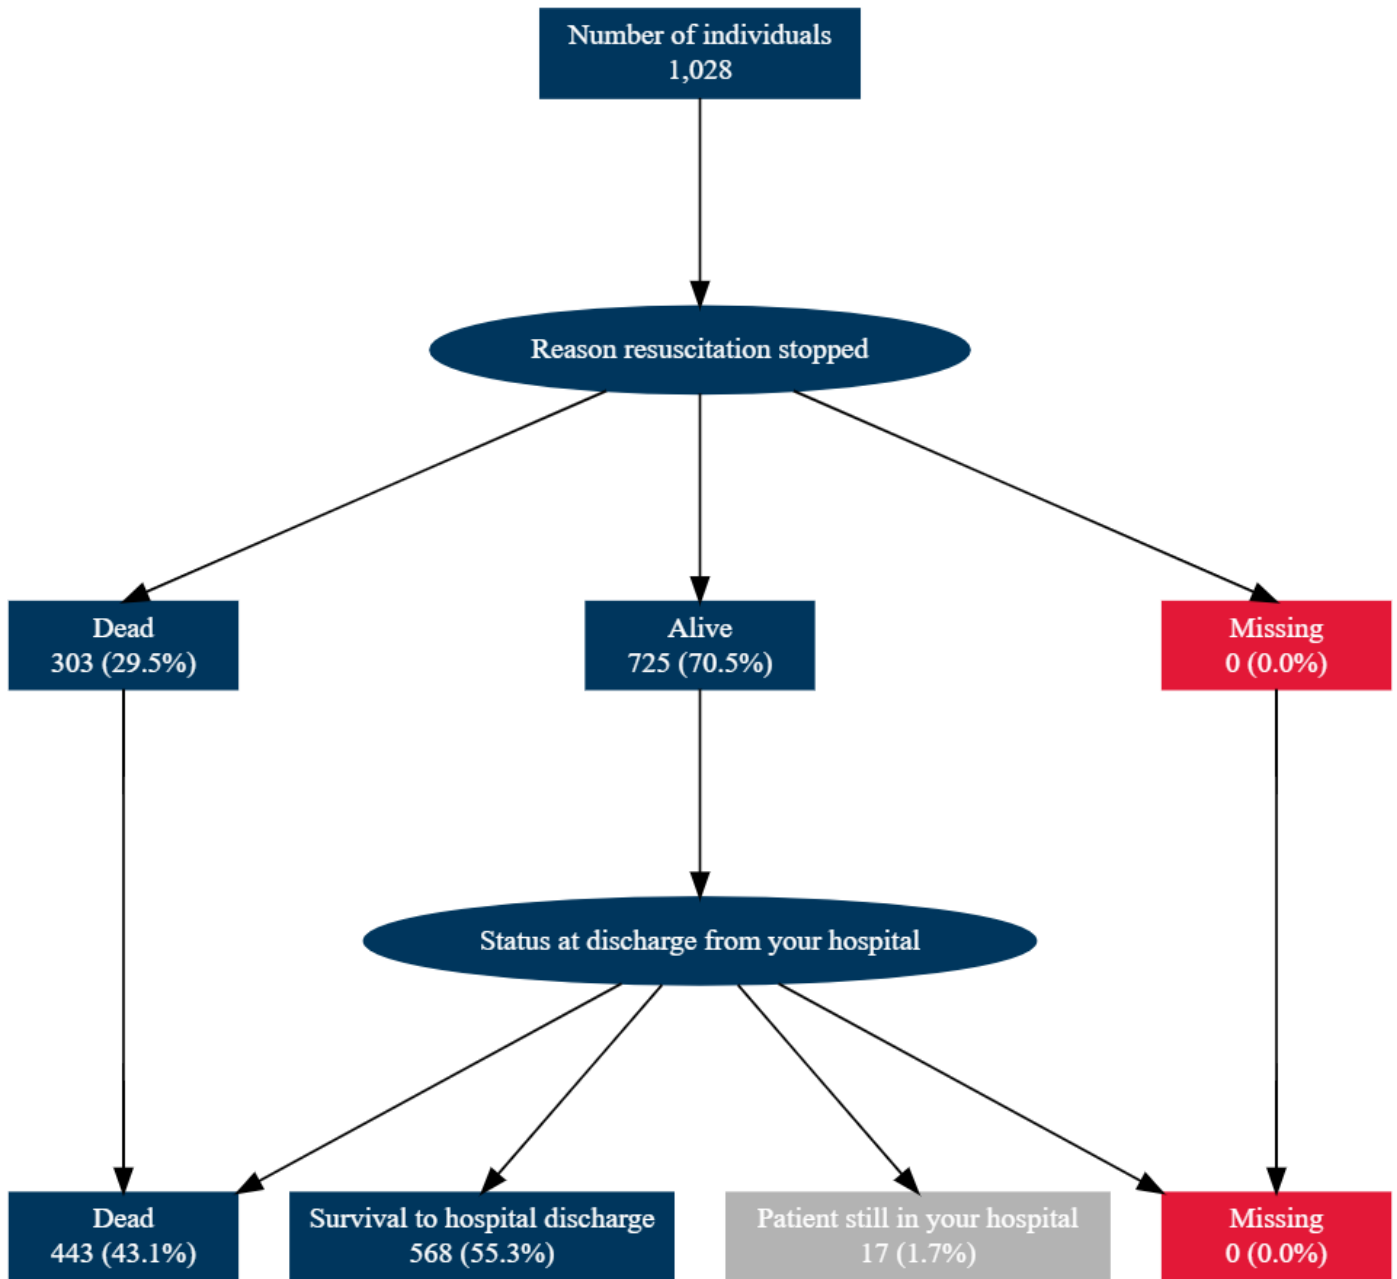 Number of individuals
1,028
Reason resuscitation stopped
Dead
303 (29.5%)
Alive
725 (70.5%)
Missing
0 (0.0%)
Status at discharge from your hospital
Dead
443 (43.1%)
Survival to hospital discharge
568 (55.3%)
Patient still in your hospital
17 (1.7%)
Missing
0 (0.0%)